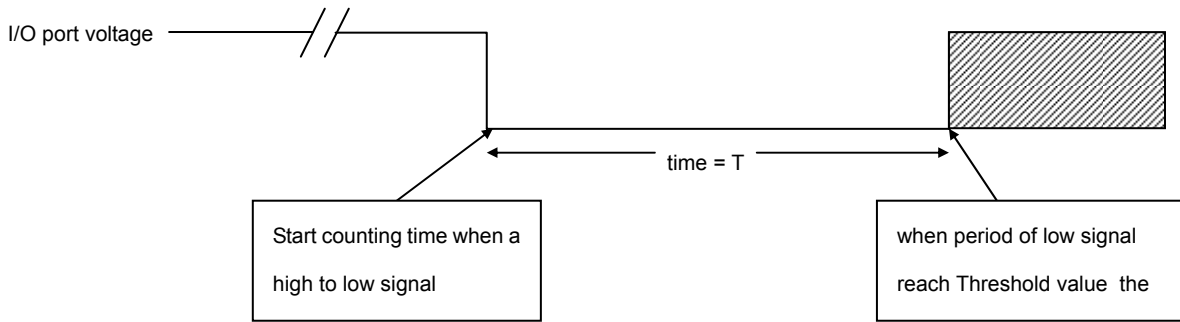 I/O port voltage
time = T
Start counting time when a
high to low signal
when period of low signal
reach Threshold value the